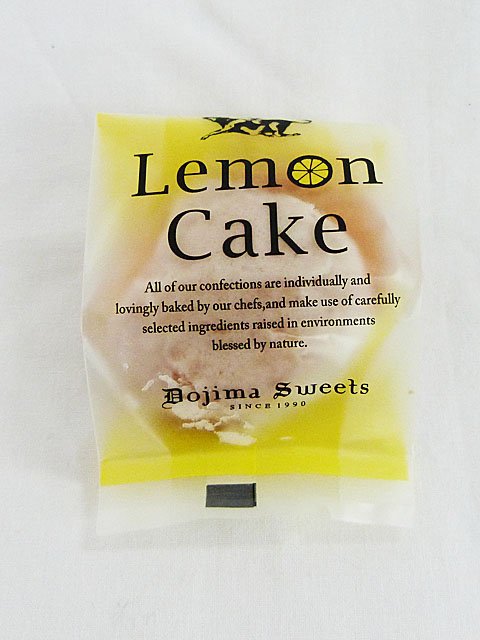 Lemon
Cake
All of our confections are individually and
lovingly baked by our chefs,and make use of carefully
selected ingredients raised in environments
blessed by nature.
Dojima Sweets
SINCE 1990